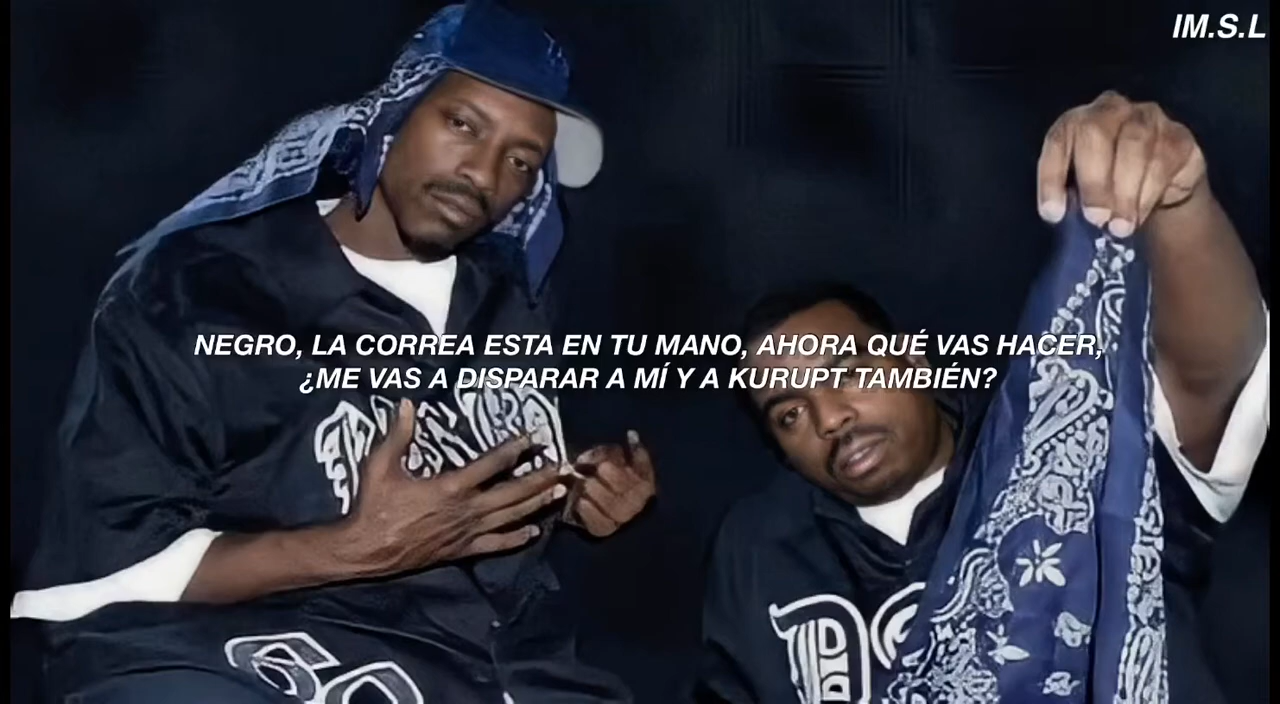 IM.S.L
NEGRO, LA CORREA ESTA EN TU MANO, AHORA QUÉ VAS HACER,
¿ME VAS A DISPARAR A MÍ Y A KURUPT TAMBIÉN?